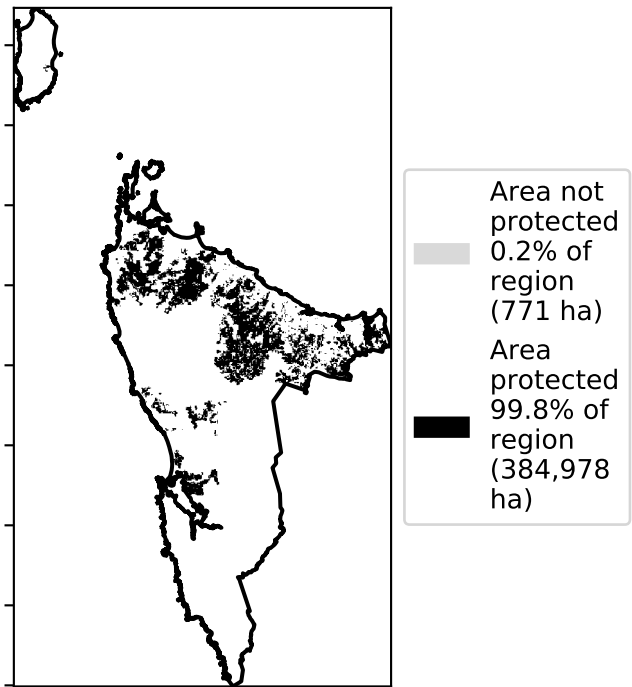 Area not
protected
0.2% of
region
(771 ha)
Area
protected
99.8% of
region
(384,978
ha)